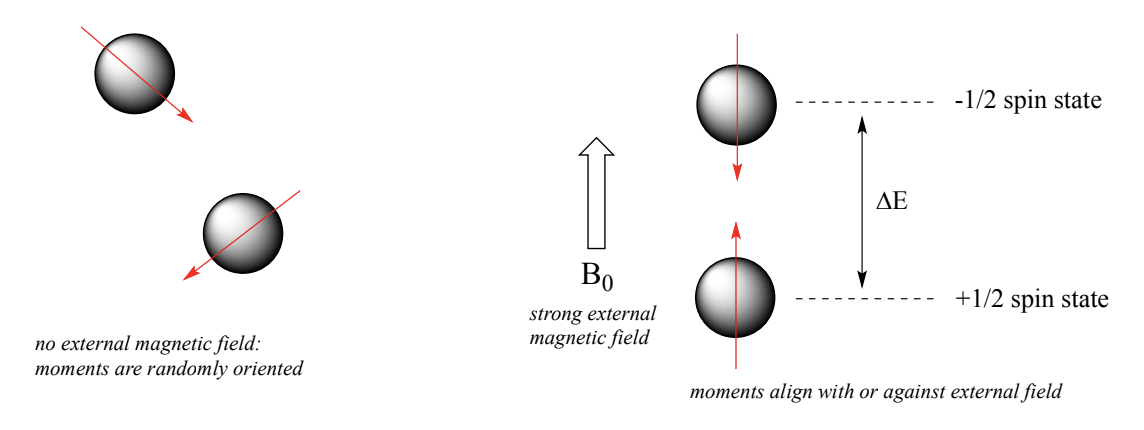 -1/2 spin state
ΔE
B0
+1/2 spin state
strong external
magnetic field
no external magnetic field:
moments are randomly oriented
moments align with or against external field